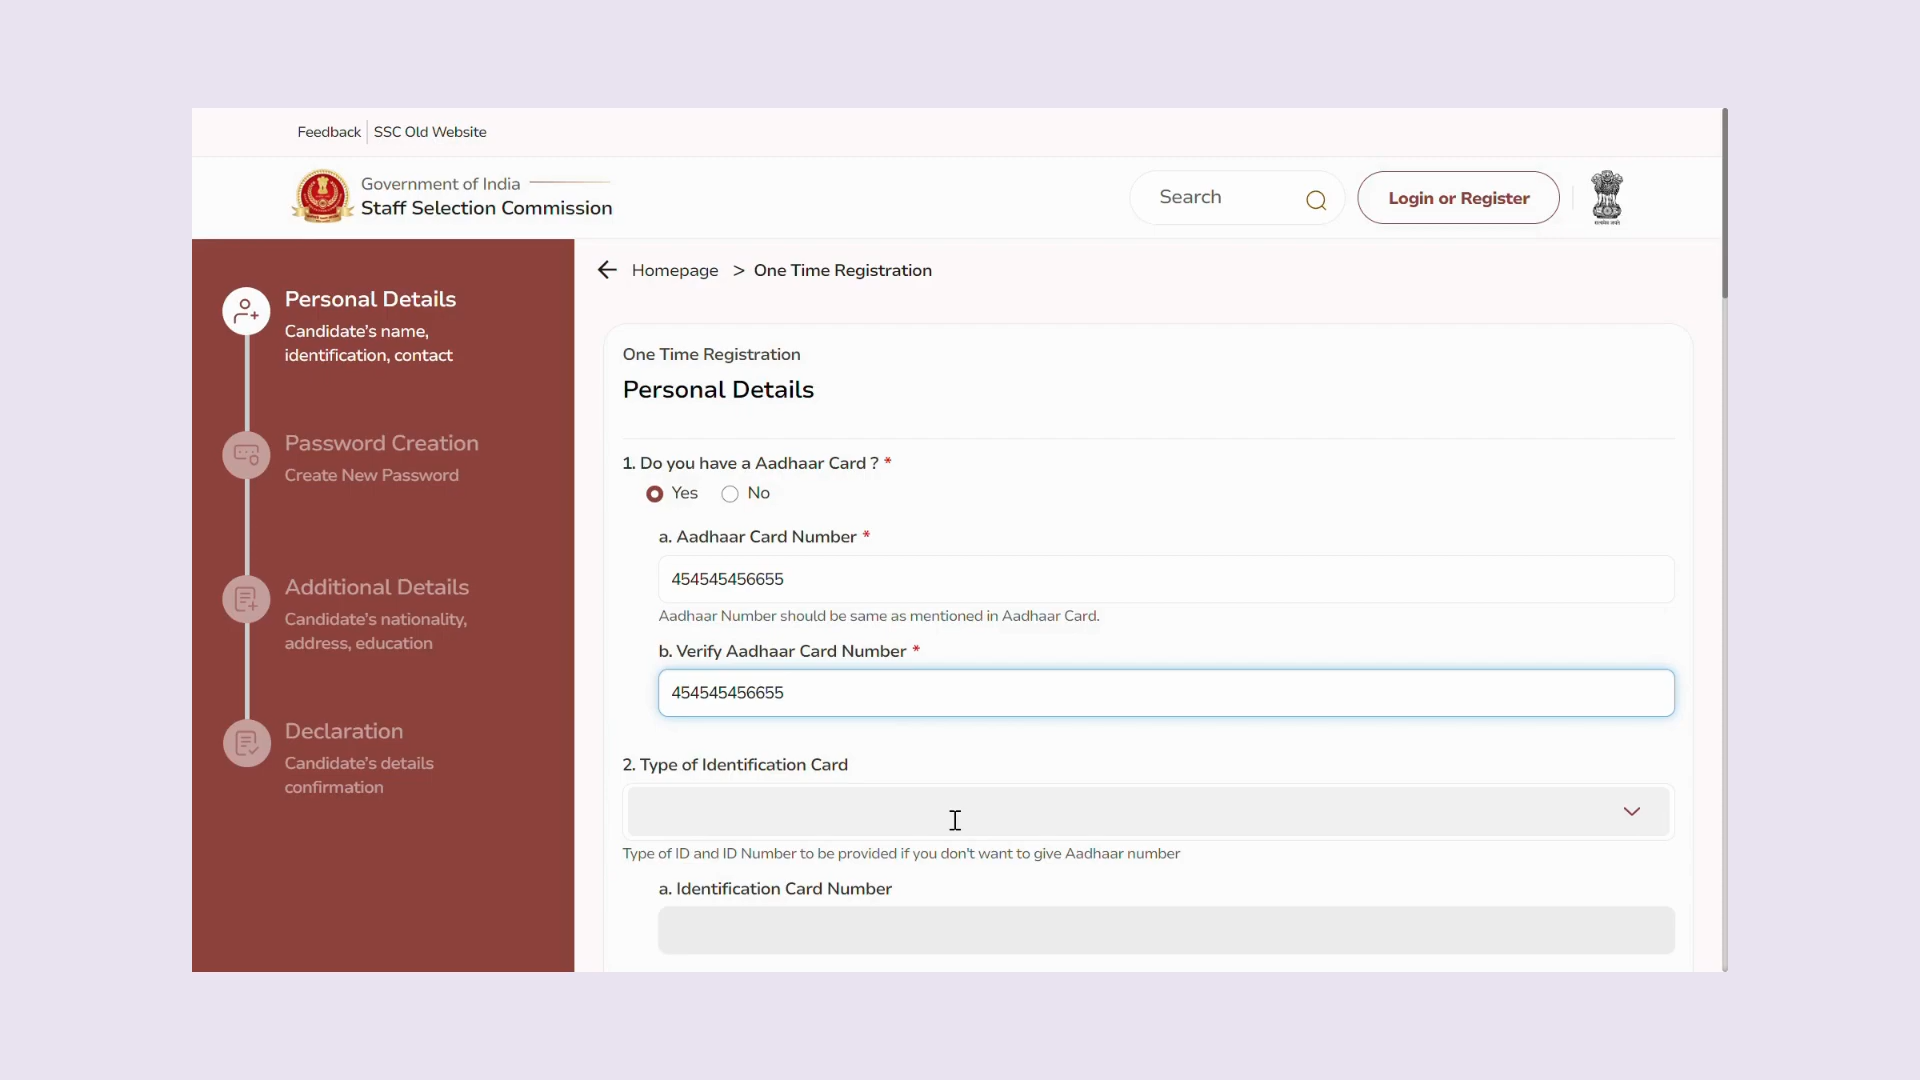 Feedback
SSC Old Website
Government of India
Staff Selection Commission
Search
Login or Register
Personal Details
Candidate's name,
identification, contact
Password Creation
Create New Password
Additional Details
Candidate's nationality,
address, education
Declaration
Candidate's details
confirmation
Homepage > One Time Registration
One Time Registration
Personal Details
1. Do you have a Aadhaar Card ? *
Yes No
a. Aadhaar Card Number *
454545456655
Aadhaar Number should be same as mentioned in Aadhaar Card.
b. Verify Aadhaar Card Number *
454545456655
2. Type of Identification Card
Type of ID and ID Number to be provided if you don't want to give Aadhaar number
a. Identification Card Number